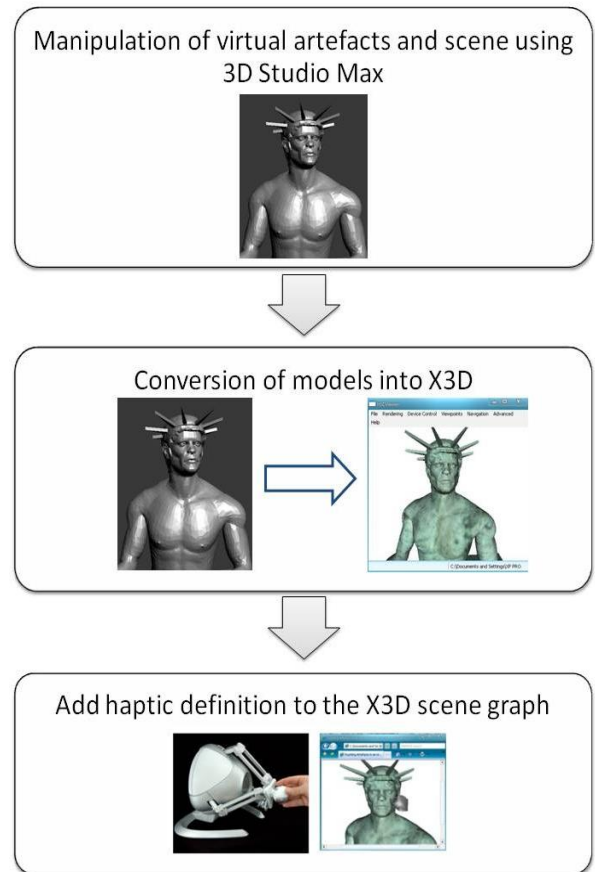 Manipulation of virtual artefacts and scene using
3D Studio Max
Conversion of models into X3D
File Rendering Device Control Viewpoints Navigation Advanced
Help
Add haptic definition to the X3D scene graph